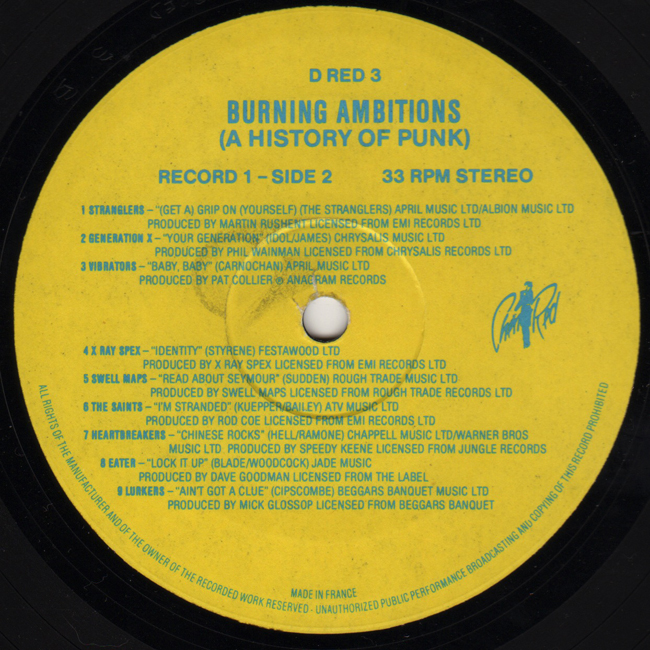 D RED 3
BURNING AMBITIONS
(A HISTORY OF PUNK)
RECORD 1 – SIDE 2 33 RPM STEREO
1 STRANGLERS – "(GET A) GRIP ON (YOURSELF) (THE STRANGLERS) APRIL MUSIC LTD/ALBION MUSIC LTD
PRODUCED BY MARTIN RUSHENT LICENSED FROM EMI RECORDS LTD
2 GENERATION X – "YOUR GENERATION" (IDOL/JAMES) CHRYSALIS MUSIC LTD
PRODUCED BY PHIL WAINMAN LICENSED FROM CHRYSALIS RECORDS LTD
3 VIBRATORS – "BABY, BABY" (CARNOCHAN) APRIL MUSIC LTD
PRODUCED BY PAT COLLIER ℗ ANAGRAM RECORDS
Cherry Red
4 X RAY SPEX – "IDENTITY" (STYRENE) FESTAWOOD LTD
PRODUCED BY X RAY SPEX LICENSED FROM EMI RECORDS LTD
5 SWELL MAPS – "READ ABOUT SEYMOUR" (SUDDEN) ROUGH TRADE MUSIC LTD
PRODUCED BY SWELL MAPS LICENSED FROM ROUGH TRADE RECORDS LTD
6 THE SAINTS – "I'M STRANDED" (KUEPPER/BAILEY) ATV MUSIC LTD
PRODUCED BY ROD COE LICENSED FROM EMI RECORDS LTD
7 HEARTBREAKERS – "CHINESE ROCKS" (HELL/RAMONE) CHAPPELL MUSIC LTD/WARNER BROS
MUSIC LTD PRODUCED BY SPEEDY KEENE LICENSED FROM JUNGLE RECORDS
8 EATER – "LOCK IT UP" (BLADE/WOODCOCK) JADE MUSIC
PRODUCED BY DAVE GOODMAN LICENSED FROM THE LABEL
9 LURKERS – "AIN'T GOT A CLUE" (CIPSCOMBE) BEGGARS BANQUET MUSIC LTD
PRODUCED BY MICK GLOSSOP LICENSED FROM BEGGARS BANQUET
MADE IN FRANCE
ALL RIGHTS OF THE MANUFACTURER AND OF THE OWNER OF THE RECORDED WORK RESERVED - UNAUTHORIZED PUBLIC PERFORMANCE BROADCASTING AND COPYING OF THIS RECORD PROHIBITED